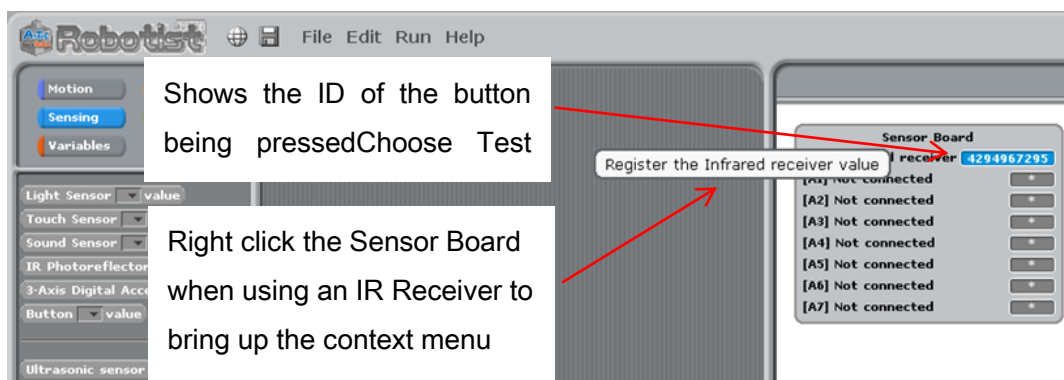 A-Tec Robotist File Edit Run Help
Motion
Sensing
Variables
Shows the ID of the button
being pressedChoose Test
Light Sensor value
Touch Sensor
Sound Sensor
IR Photoreflector
3-Axis Digital Acce
Button value
Ultrasonic sensor
Right click the Sensor Board
when using an IR Receiver to
bring up the context menu
Register the Infrared receiver value
Sensor Board
receiver 4294967295
[A1] Not connected *
[A2] Not connected *
[A3] Not connected *
[A4] Not connected *
[A5] Not connected *
[A6] Not connected *
[A7] Not connected *